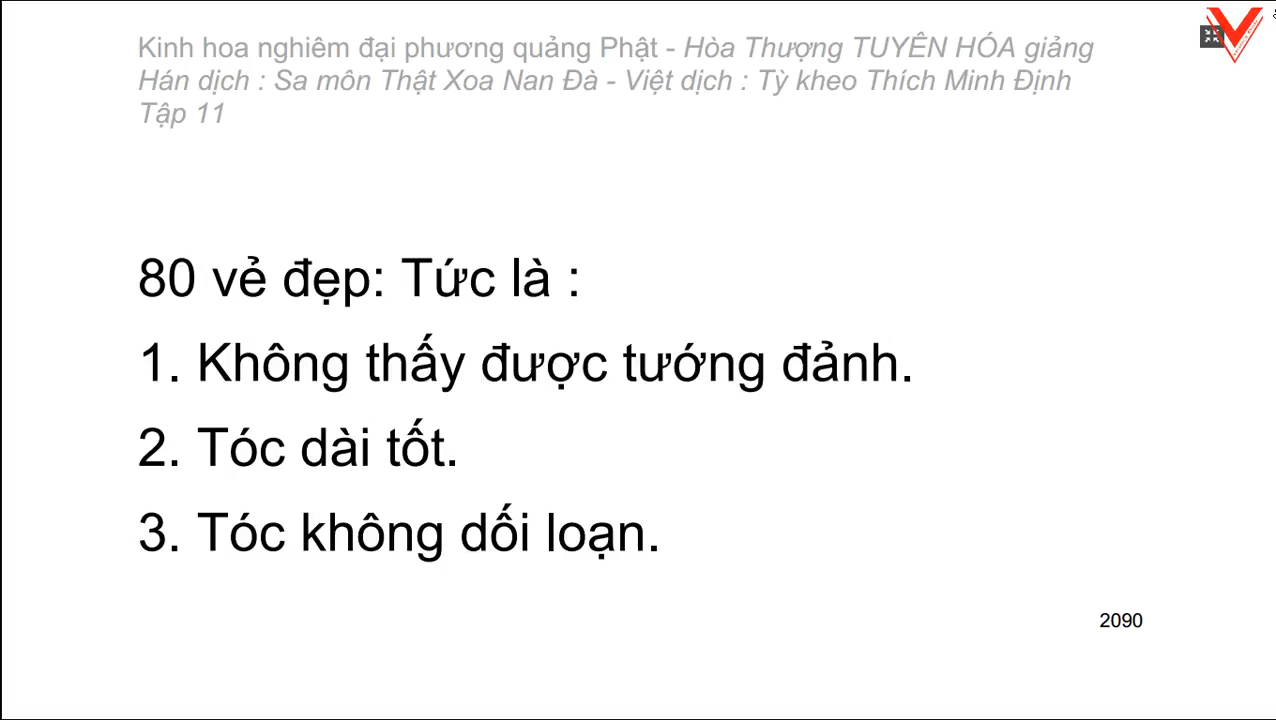 Kinh hoa nghiêm đại phương quảng Phật - Hòa Thượng TUYÊN HÓA giảng
Hán dịch : Sa môn Thật Xoa Nan Đà - Việt dịch : Tỳ kheo Thích Minh Định
Tập 11
80 vẻ đẹp: Tức là :
1. Không thấy được tướng đảnh.
2. Tóc dài tốt.
3. Tóc không dối loạn.
2090